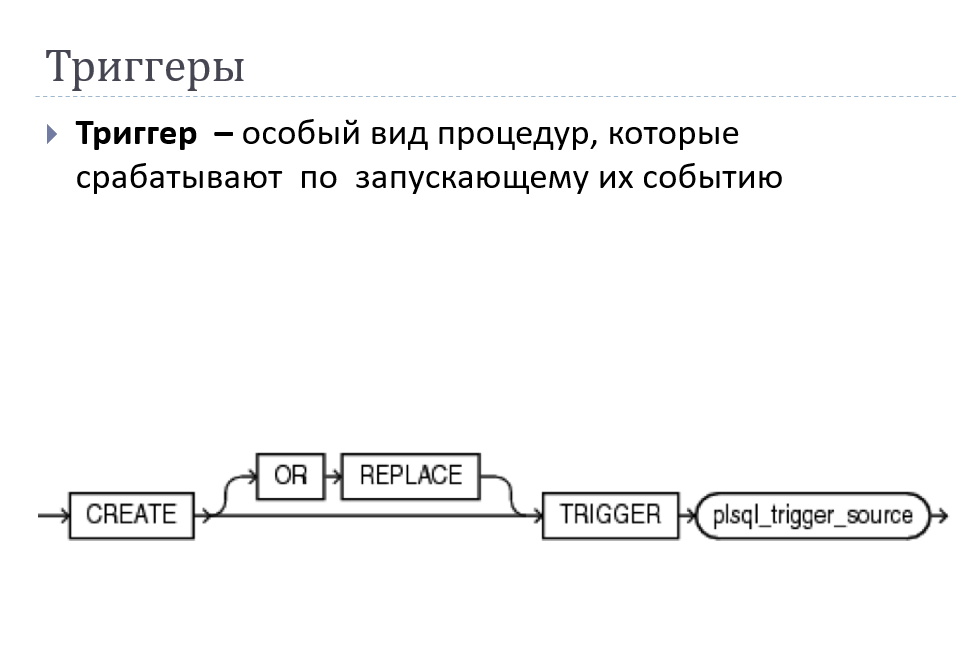 Триггеры
Триггер – особый вид процедур, которые
срабатывают по запускающему их событию
OR REPLACE
CREATE TRIGGER plsql_trigger_source